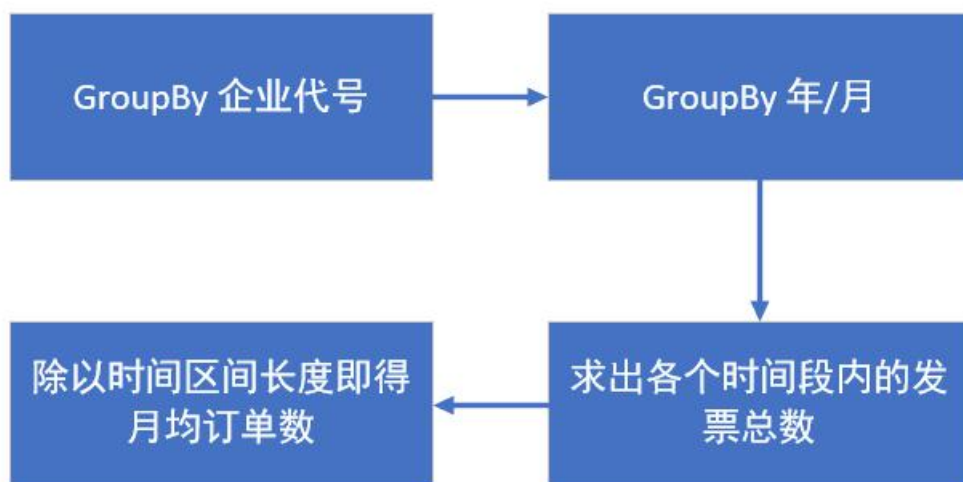 GroupBy 企业代号
GroupBy 年/月
求出各个时间段内的发
票总数
除以时间区间长度即得
月均订单数